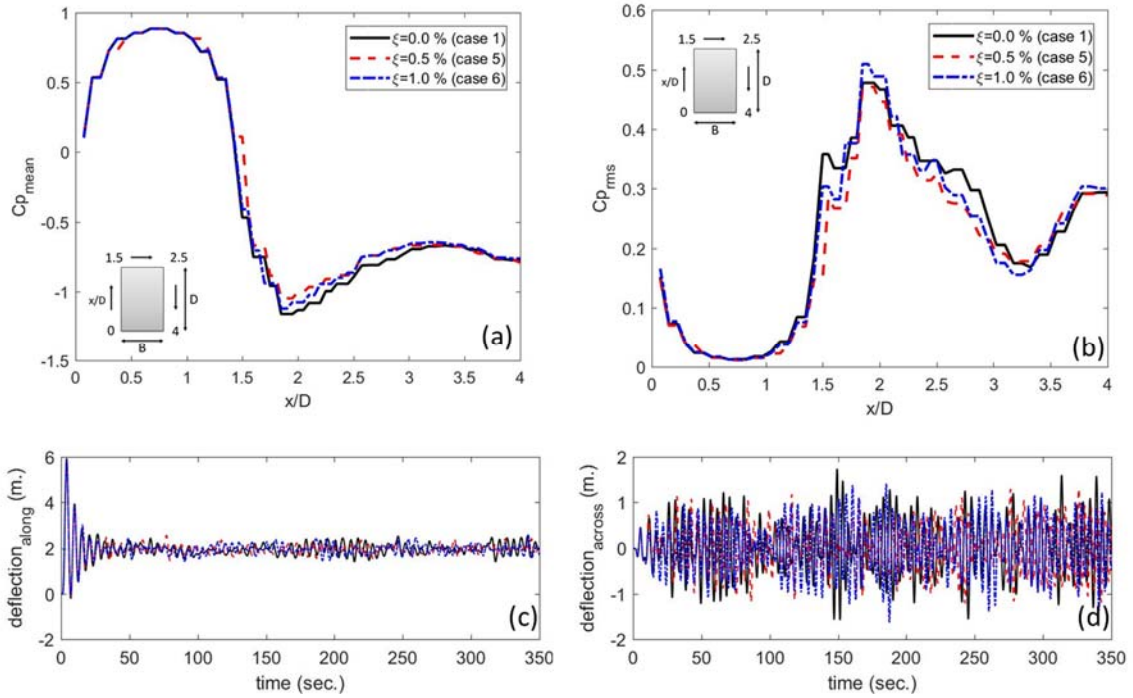 1
0.5
0
-0.5
-1
-1.5
Cp_mean
ξ=0.0 % (case 1)
ξ=0.5 % (case 5)
ξ=1.0 % (case 6)
1.5 2.5
x/D D
0 4
B
(a)
0 0.5 1 1.5 2 2.5 3 3.5 4
x/D
0.6
0.5
0.4
0.3
0.2
0.1
0
Cp_rms
1.5 2.5
x/D D
0 4
B
ξ=0.0 % (case 1)
ξ=0.5 % (case 5)
ξ=1.0 % (case 6)
(b)
0 0.5 1 1.5 2 2.5 3 3.5 4
x/D
6
4
2
0
-2
deflection_along (m.)
(c)
0 50 100 150 200 250 300 350
time (sec.)
2
1
0
-1
-2
deflection_across (m.)
(d)
0 50 100 150 200 250 300 350
time (sec.)